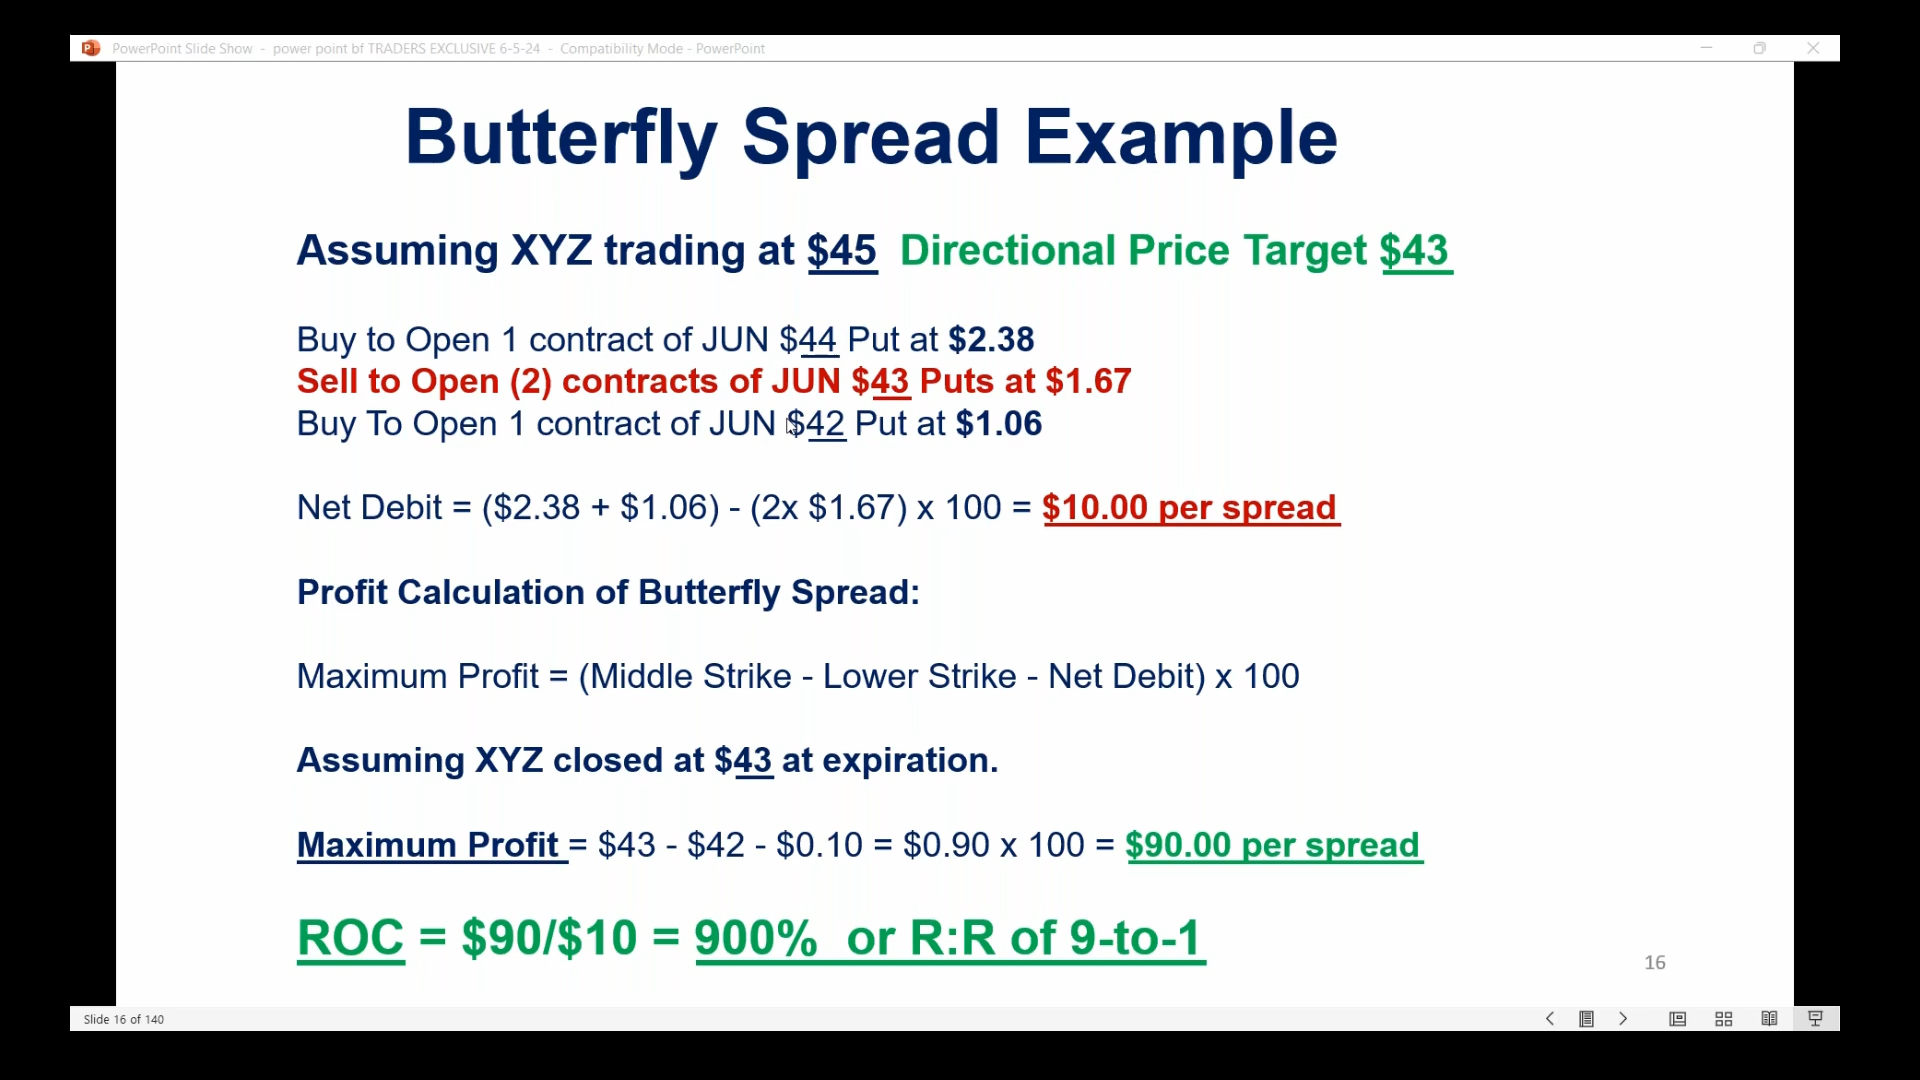 PowerPoint Slide Show - power point bf TRADERS EXCLUSIVE 6-5-24 - Compatibility Mode - PowerPoint
Butterfly Spread Example
Assuming XYZ trading at $45 Directional Price Target $43
Buy to Open 1 contract of JUN $44 Put at $2.38
Sell to Open (2) contracts of JUN $43 Puts at $1.67
Buy To Open 1 contract of JUN $42 Put at $1.06
Net Debit = ($2.38 + $1.06) - (2x $1.67) x 100 = $10.00 per spread
Profit Calculation of Butterfly Spread:
Maximum Profit = (Middle Strike - Lower Strike - Net Debit) x 100
Assuming XYZ closed at $43 at expiration.
Maximum Profit = $43 - $42 - $0.10 = $0.90 x 100 = $90.00 per spread
ROC = $90/$10 = 900% or R:R of 9-to-1
16
Slide 16 of 140